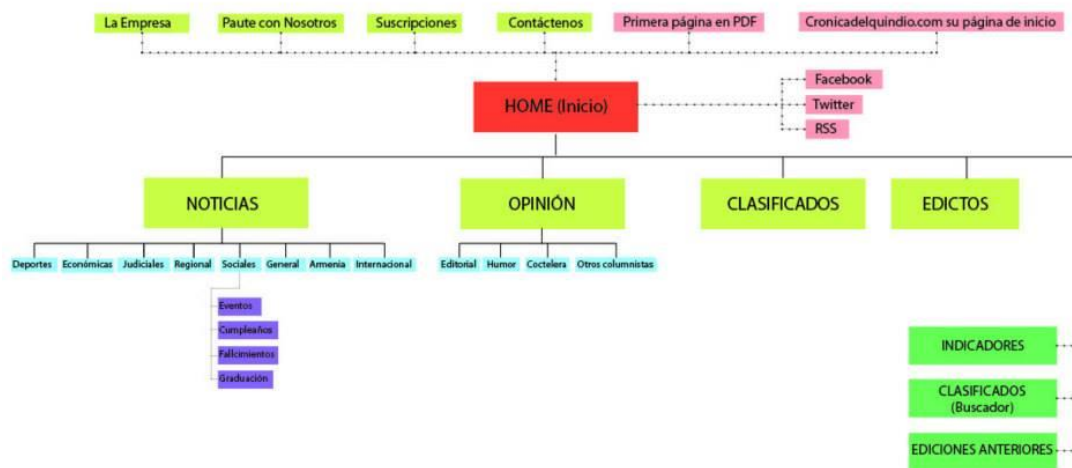 La Empresa
Paute con Nosotros
Suscripciones
Contáctenos
Primera página en PDF
Cronicadelquindio.com su página de inicio
HOME (Inicio)
Facebook
Twitter
RSS
NOTICIAS
OPINIÓN
CLASIFICADOS
EDICTOS
Deportes
Económicas
Judiciales
Regional
Sociales
General
Armenia
Internacional
Editorial
Humor
Coctelera
Otros columnistas
Eventos
Cumpleaños
Fallcimientos
Graduación
INDICADORES
CLASIFICADOS
(Buscador)
EDICIONES ANTERIORES